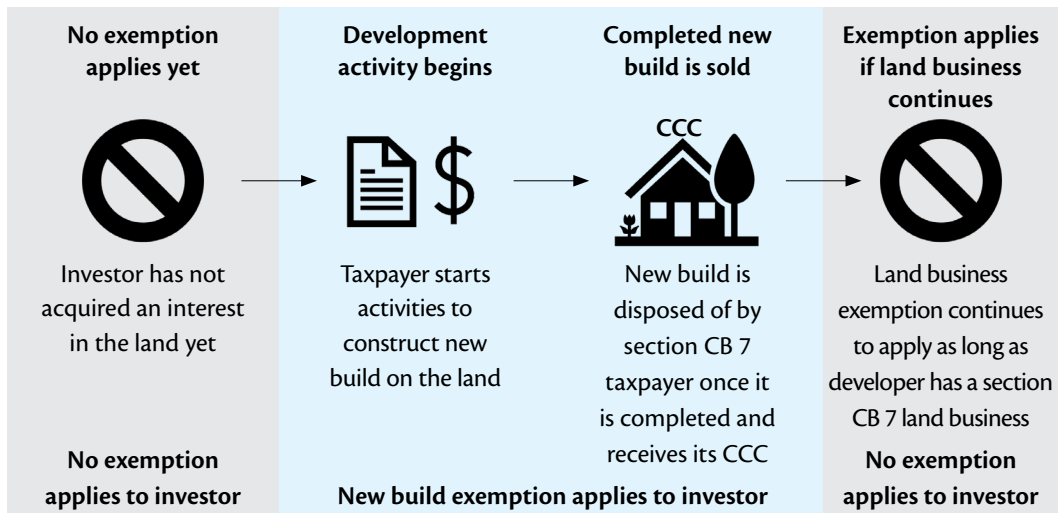 No exemption
applies yet
Investor has not
acquired an interest
in the land yet
No exemption
applies to investor
Development
activity begins
$
Taxpayer starts
activities to
construct new
build on the land
Completed new
build is sold
CCC
New build is
disposed of by
section CB 7
taxpayer once it
is completed and
receives its CCC
New build exemption applies to investor
Exemption applies
if land business
continues
Land business
exemption continues
to apply as long as
developer has a section
CB 7 land business
No exemption
applies to investor